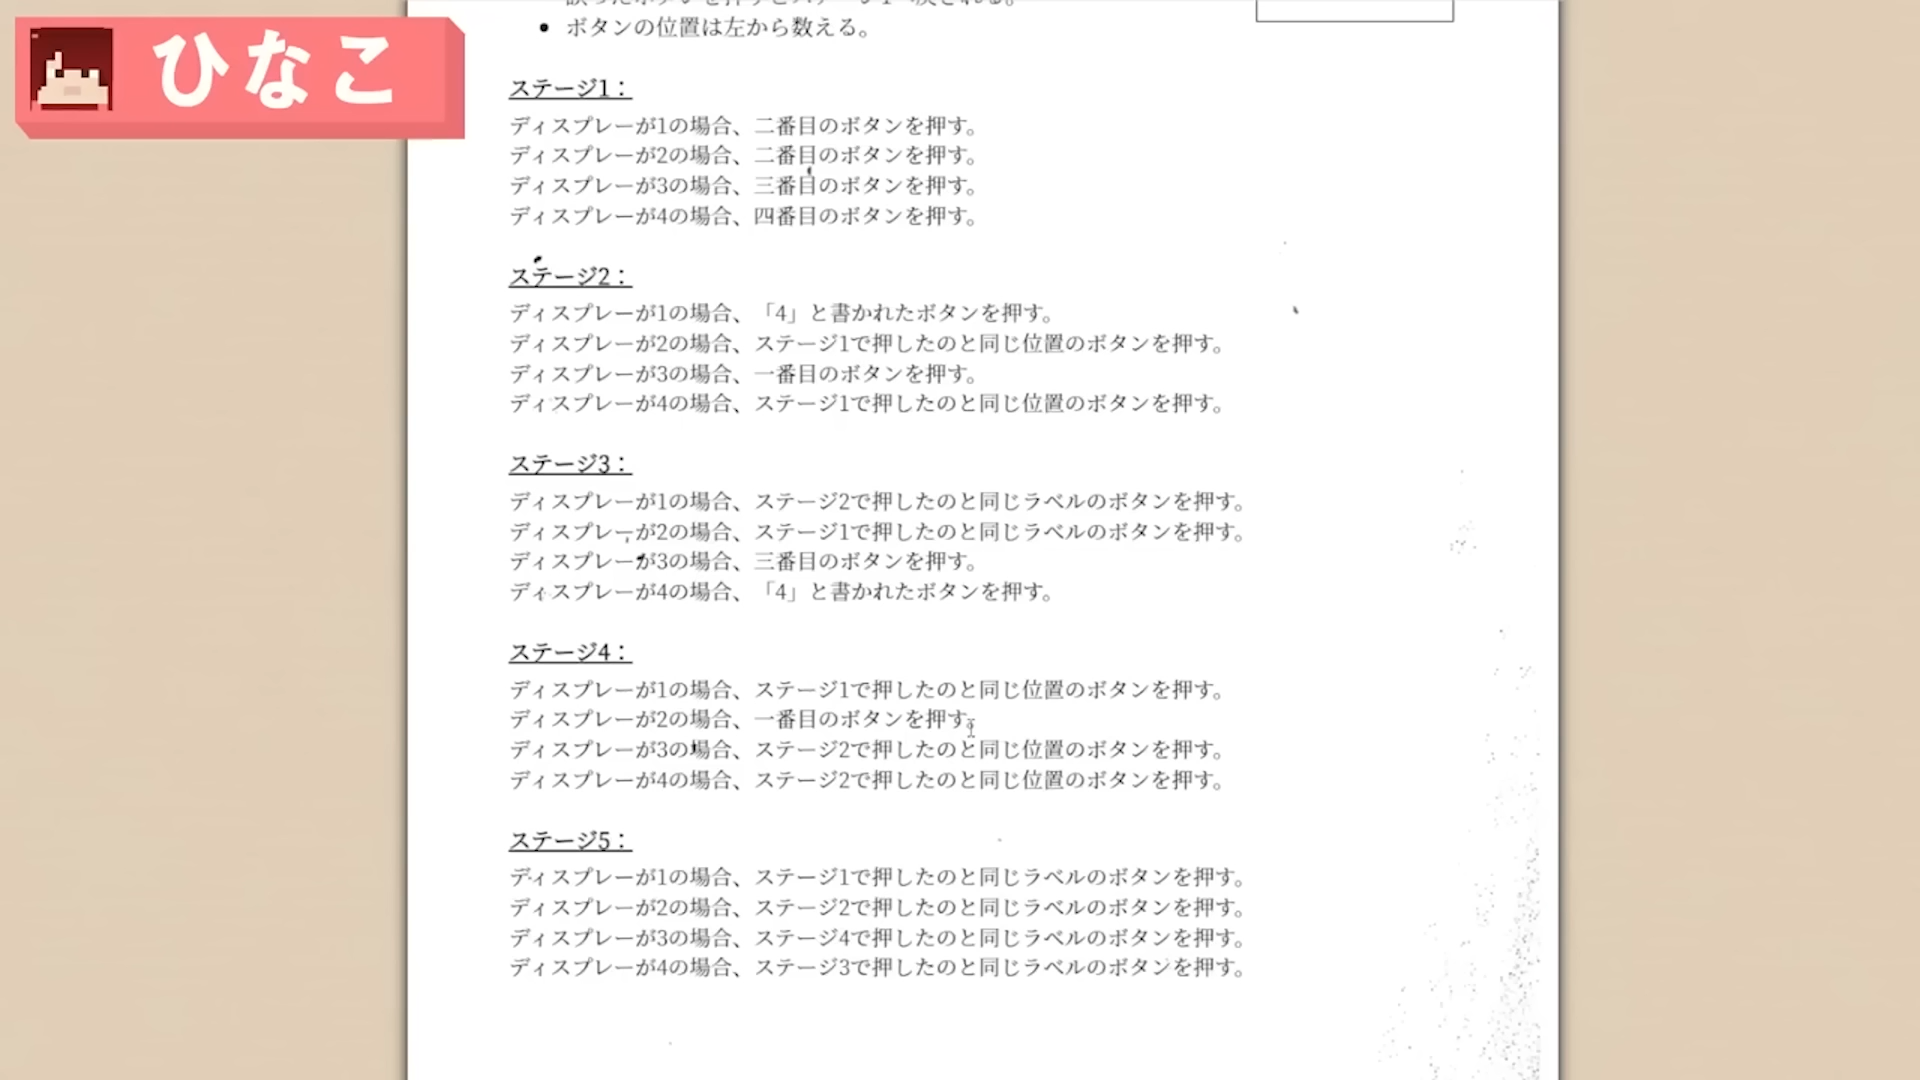 ひなこ
• ボタンの位置は左から数える。
ステージ1：
ディスプレーが1の場合、二番目のボタンを押す。
ディスプレーが2の場合、二番目のボタンを押す。
ディスプレーが3の場合、三番目のボタンを押す。
ディスプレーが4の場合、四番目のボタンを押す。
ステージ2：
ディスプレーが1の場合、「4」と書かれたボタンを押す。
ディスプレーが2の場合、ステージ1で押したのと同じ位置のボタンを押す。
ディスプレーが3の場合、一番目のボタンを押す。
ディスプレーが4の場合、ステージ1で押したのと同じ位置のボタンを押す。
ステージ3：
ディスプレーが1の場合、ステージ2で押したのと同じラベルのボタンを押す。
ディスプレーが2の場合、ステージ1で押したのと同じラベルのボタンを押す。
ディスプレーが3の場合、三番目のボタンを押す。
ディスプレーが4の場合、「4」と書かれたボタンを押す。
ステージ4：
ディスプレーが1の場合、ステージ1で押したのと同じ位置のボタンを押す。
ディスプレーが2の場合、一番目のボタンを押す。
ディスプレーが3の場合、ステージ2で押したのと同じ位置のボタンを押す。
ディスプレーが4の場合、ステージ2で押したのと同じ位置のボタンを押す。
ステージ5：
ディスプレーが1の場合、ステージ1で押したのと同じラベルのボタンを押す。
ディスプレーが2の場合、ステージ2で押したのと同じラベルのボタンを押す。
ディスプレーが3の場合、ステージ4で押したのと同じラベルのボタンを押す。
ディスプレーが4の場合、ステージ3で押したのと同じラベルのボタンを押す。